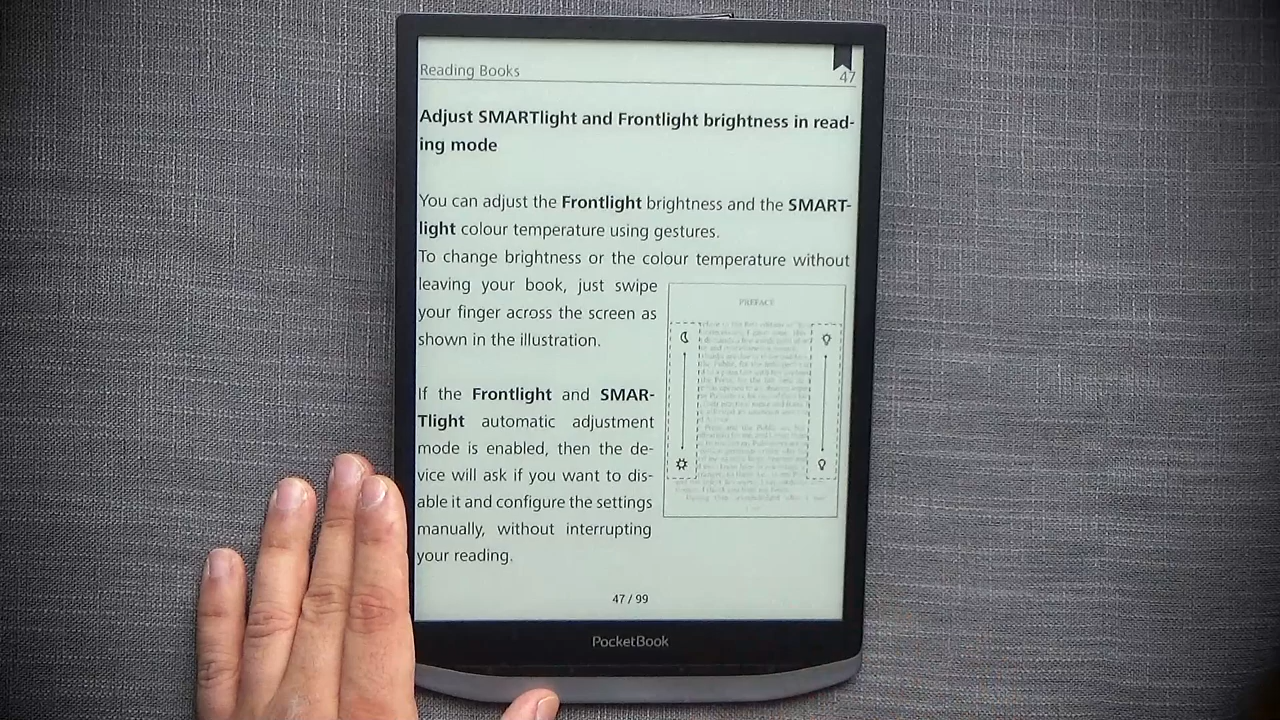 Reading Books
47
Adjust SMARTlight and Frontlight brightness in read-
ing mode
You can adjust the Frontlight brightness and the SMART-
light colour temperature using gestures.
To change brightness or the colour temperature without
leaving your book, just swipe
your finger across the screen as
shown in the illustration.
If the Frontlight and SMAR-
Tlight automatic adjustment
mode is enabled, then the de-
vice will ask if you want to dis-
able it and configure the settings
manually, without interrupting
your reading.
PREFACE
47 / 99
PocketBook